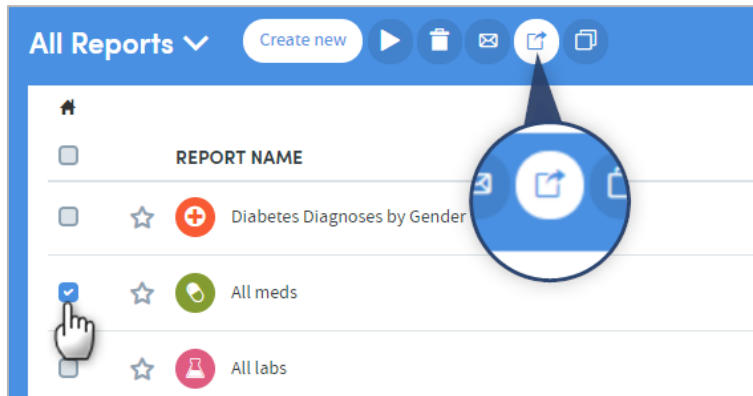 All Reports
Create new
REPORT NAME
Diabetes Diagnoses by Gender
All meds
All labs